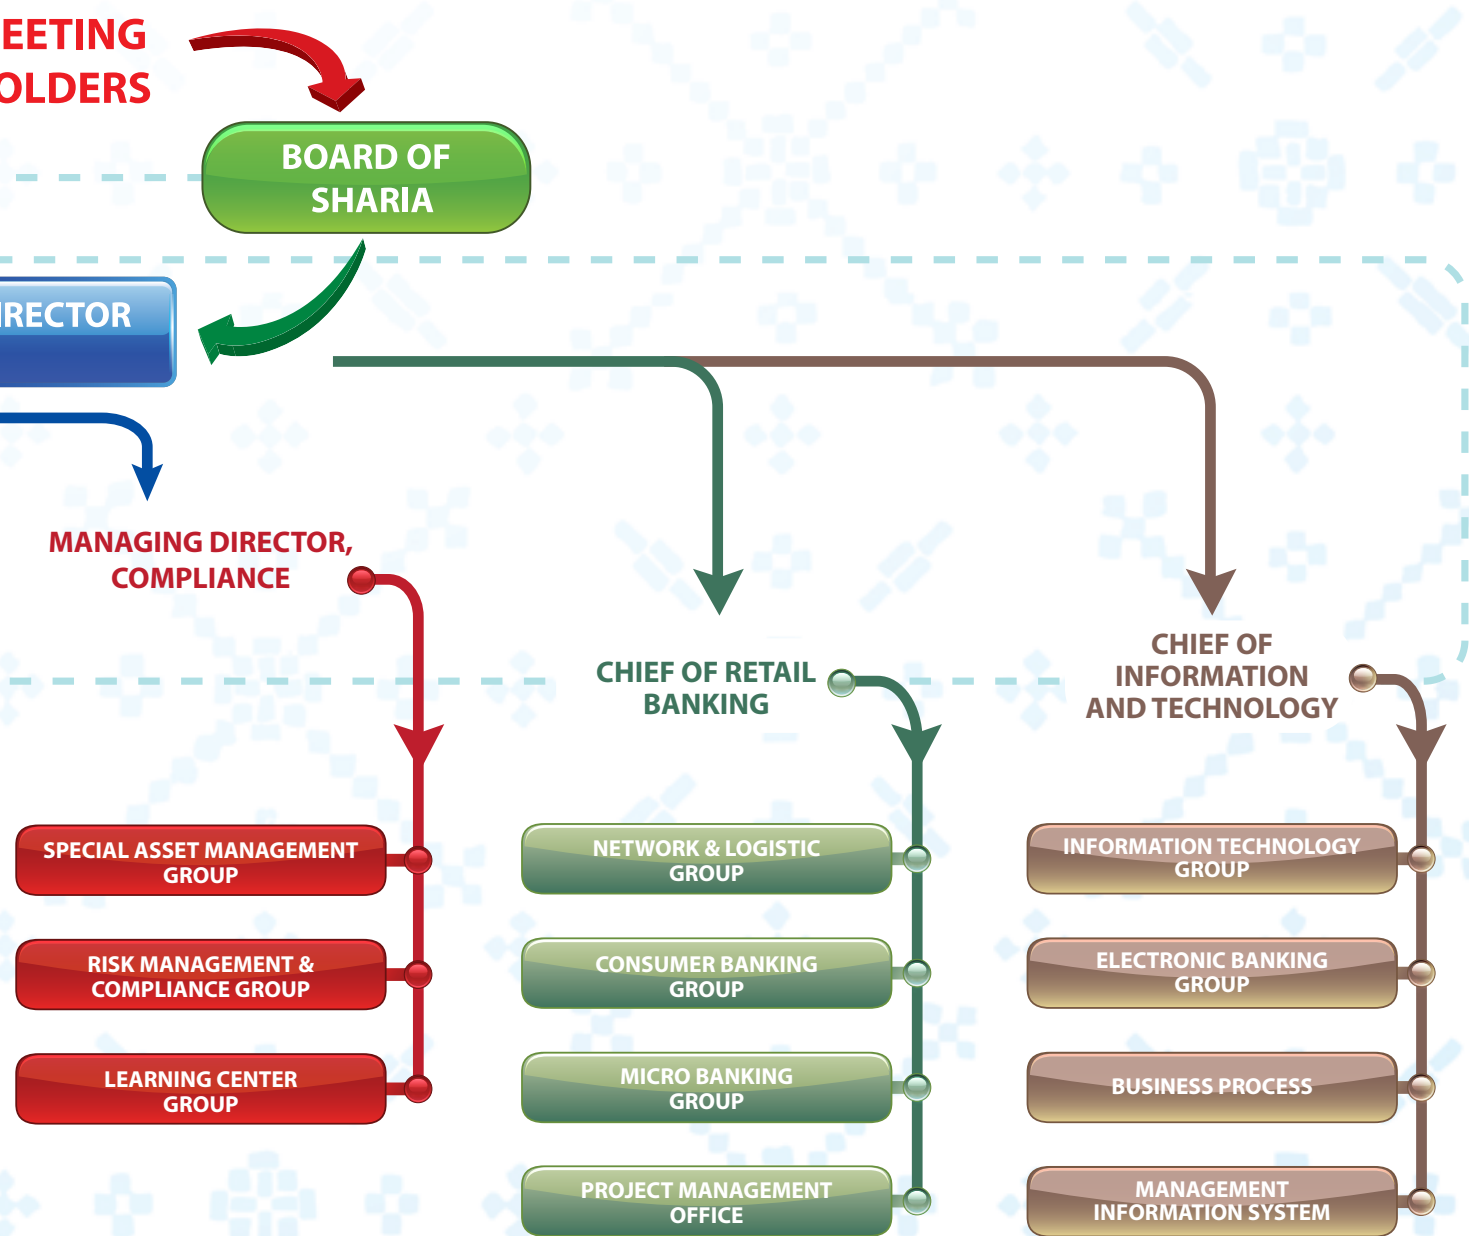 EETING
OLDERS
BOARD OF
SHARIA
IRECTOR
MANAGING DIRECTOR,
COMPLIANCE
CHIEF OF RETAIL
BANKING
CHIEF OF
INFORMATION
AND TECHNOLOGY
SPECIAL ASSET MANAGEMENT
GROUP
RISK MANAGEMENT &
COMPLIANCE GROUP
LEARNING CENTER
GROUP
NETWORK & LOGISTIC
GROUP
CONSUMER BANKING
GROUP
MICRO BANKING
GROUP
PROJECT MANAGEMENT
OFFICE
INFORMATION TECHNOLOGY
GROUP
ELECTRONIC BANKING
GROUP
BUSINESS PROCESS
MANAGEMENT
INFORMATION SYSTEM